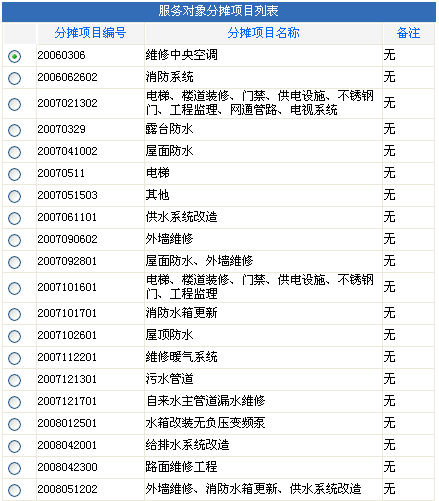 服务对象分摊项目列表
分摊项目编号 分摊项目名称 备注
20060306 维修中央空调 无
2006062602 消防系统 无
2007021302 电梯、楼道装修、门禁、供电设施、不锈钢 无
门、工程监理、网通管路、电视系统
20070329 露台防水 无
2007041002 屋面防水 无
20070511 电梯 无
2007051503 其他 无
2007061101 供水系统改造 无
2007090602 外墙维修 无
2007092801 屋面防水、外墙维修 无
2007101601 电梯、楼道装修、门禁、供电设施、不锈钢 无
门、工程监理
2007101701 消防水箱更新 无
2007102601 屋顶防水 无
2007112201 维修暖气系统 无
2007121301 污水管道 无
2007121701 自来水主管道漏水维修 无
2008012501 水箱改装无负压变频泵 无
2008042001 给排水系统改造 无
2008042300 路面维修工程 无
2008051202 外墙维修、消防水箱更新、供水系统改造 无